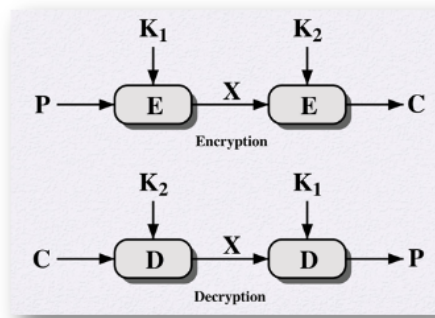 K₁ K₂
P E X E C
Encryption
K₂ K₁
C D X D P
Decryption